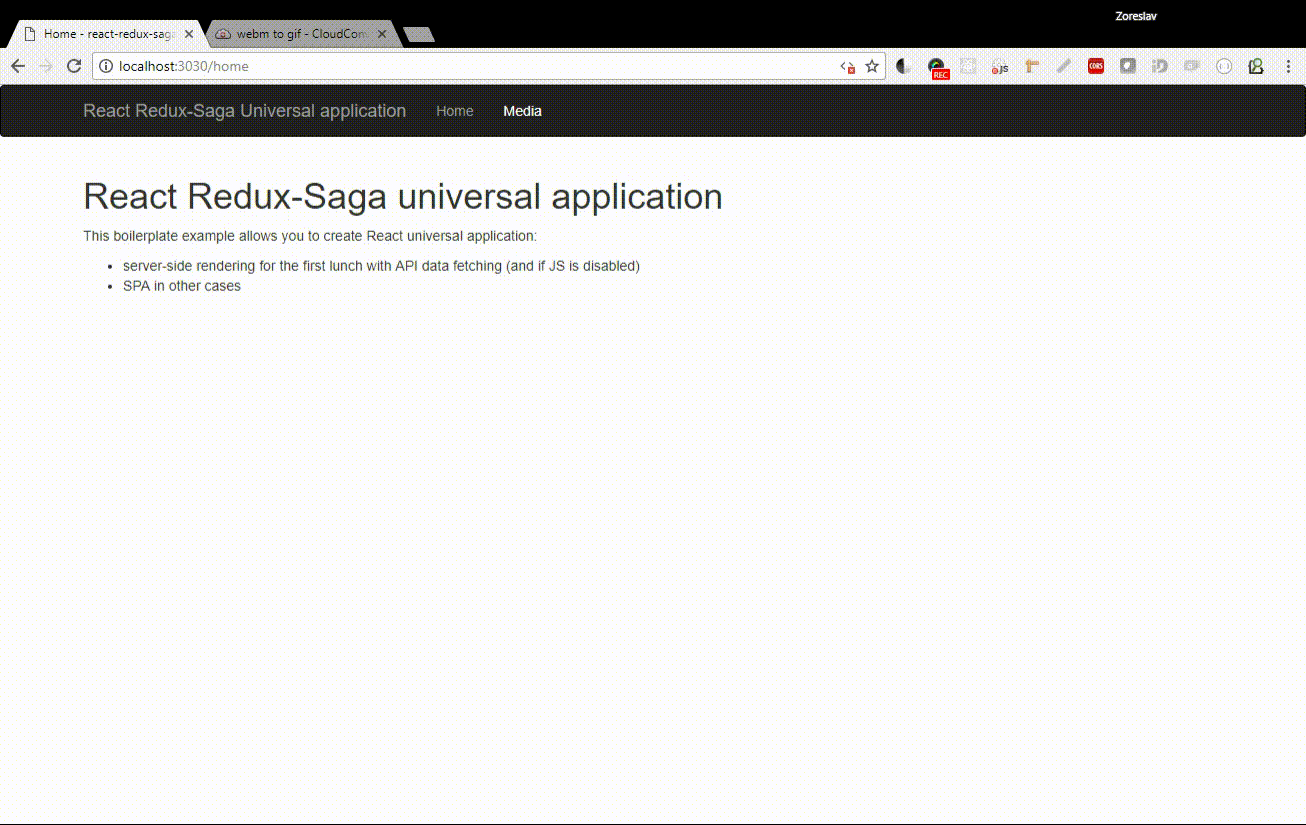 Zoreslav
Home - react-redux-saga
webm to gif - CloudCon
localhost:3030/home
REC
JS
CORS
React Redux-Saga Universal application Home Media
React Redux-Saga universal application
This boilerplate example allows you to create React universal application:
• server-side rendering for the first lunch with API data fetching (and if JS is disabled)
• SPA in other cases